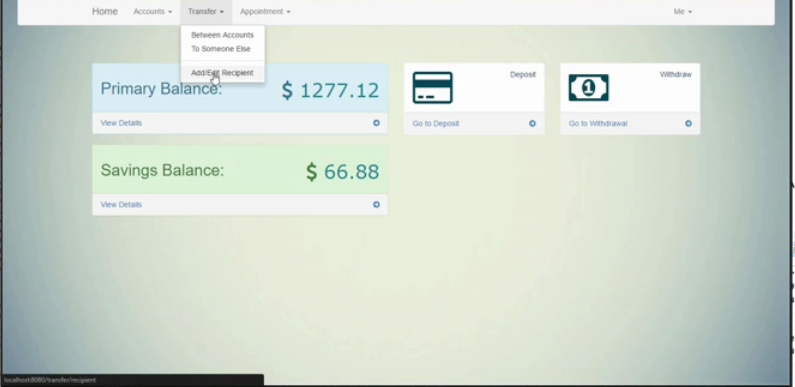 Home Accounts Transfer Appointment Me
Between Accounts
To Someone Else
Add/Edit Recipient
Primary Balance: $ 1277.12
View Details
Deposit
Go to Deposit
Withdraw
1
Go to Withdrawal
Savings Balance: $ 66.88
View Details
localhost:8080/transfer/recipient